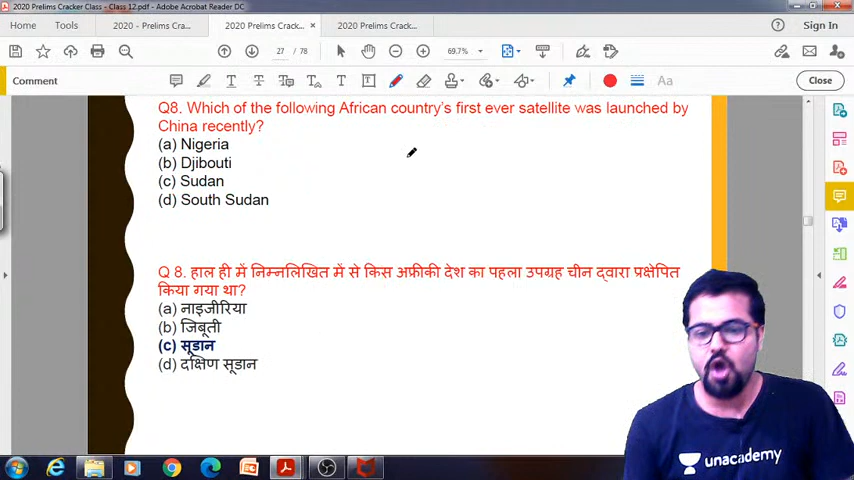 2020 Prelims Cracker Class - Class 12.pdf - Adobe Acrobat Reader DC
Home Tools 2020 - Prelims Cra... 2020 Prelims Crack... × 2020 Prelims Crack... Sign In
27 / 78 69.7%
Comment Aa Close
Q8. Which of the following African country's first ever satellite was launched by
China recently?
(a) Nigeria
(b) Djibouti
(c) Sudan
(d) South Sudan
Q 8. हाल ही में निम्नलिखित में से किस अफ्रीकी देश का पहला उपग्रह चीन द्वारा प्रक्षेपित
किया गया था?
(a) नाइजीरिया
(b) जिबूती
(c) सूडान
(d) दक्षिण सूडान
unacademy